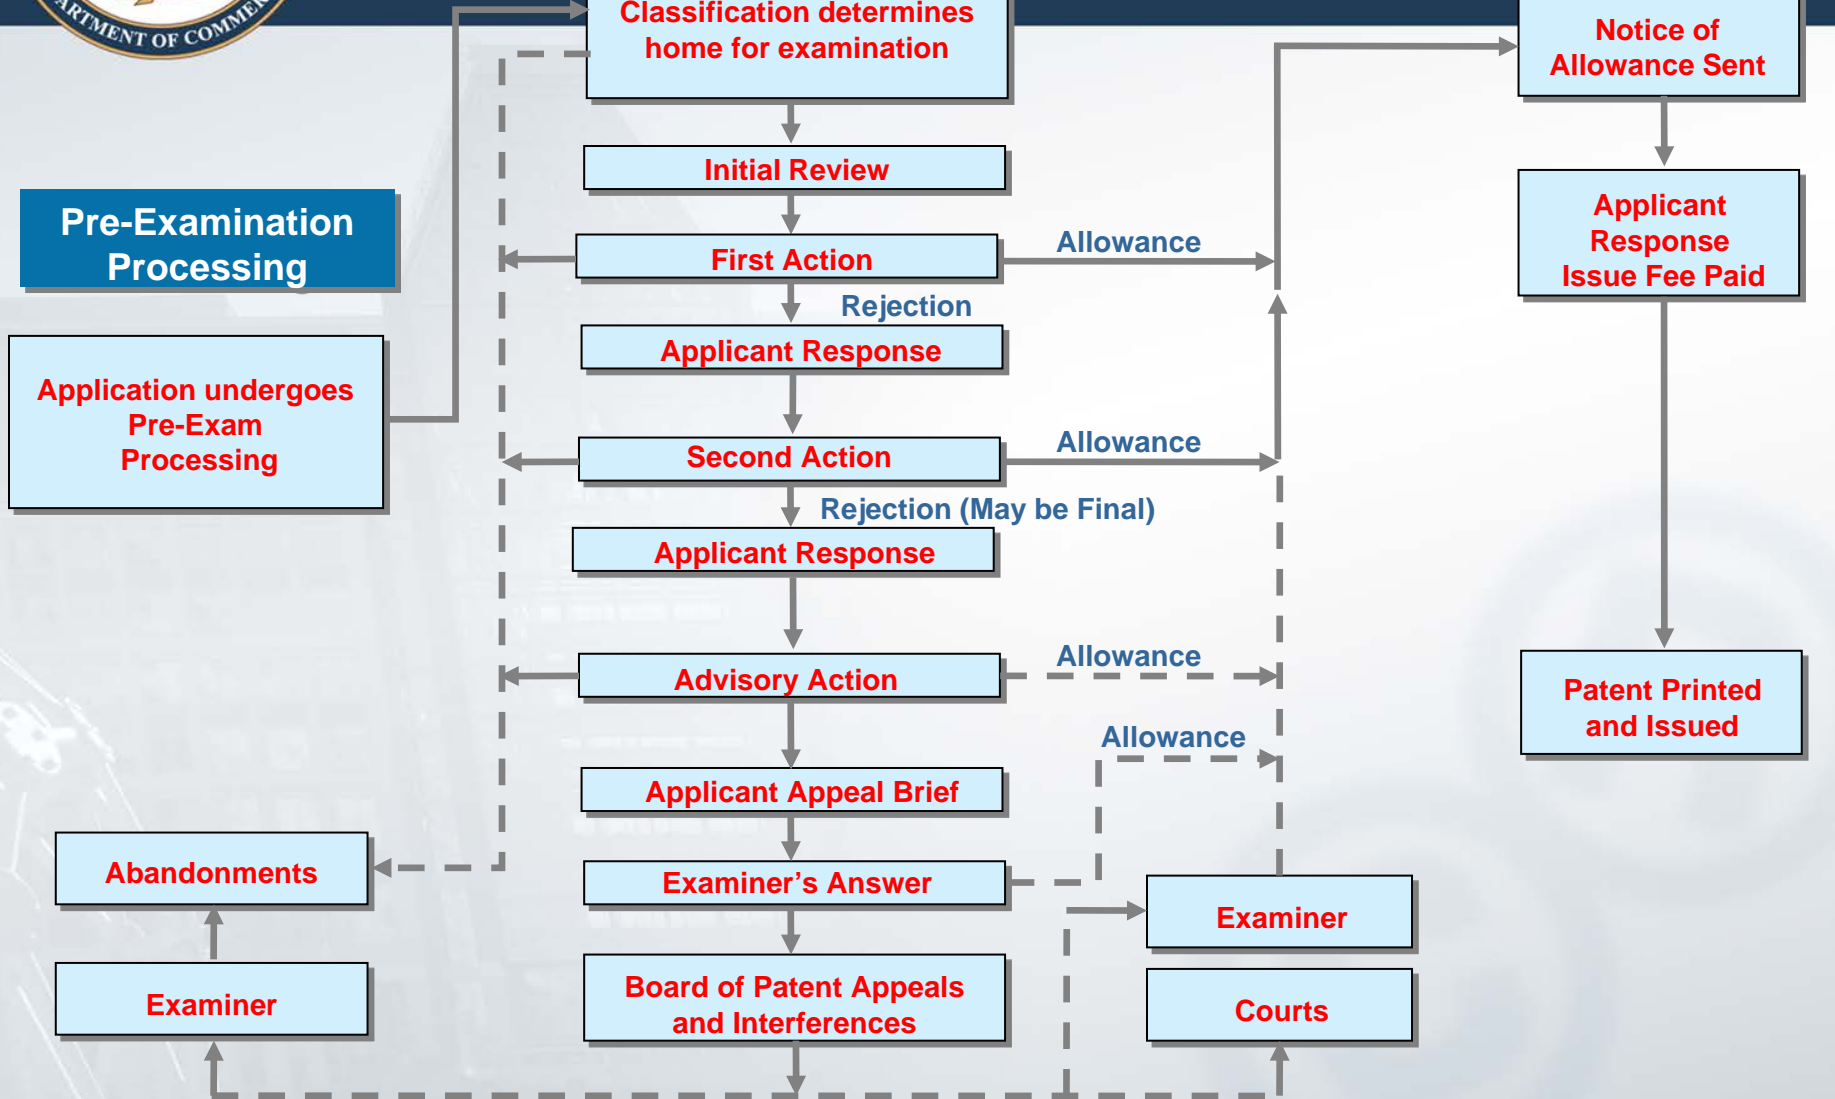 DEPARTMENT OF COMMERCE
Classification determines
home for examination
Notice of
Allowance Sent
Initial Review
Pre-Examination
Processing
First Action
Allowance
Applicant
Response
Issue Fee Paid
Rejection
Applicant Response
Application undergoes
Pre-Exam
Processing
Second Action
Allowance
Rejection (May be Final)
Applicant Response
Advisory Action
Allowance
Patent Printed
and Issued
Allowance
Applicant Appeal Brief
Abandonments
Examiner’s Answer
Examiner
Board of Patent Appeals
and Interferences
Examiner
Courts